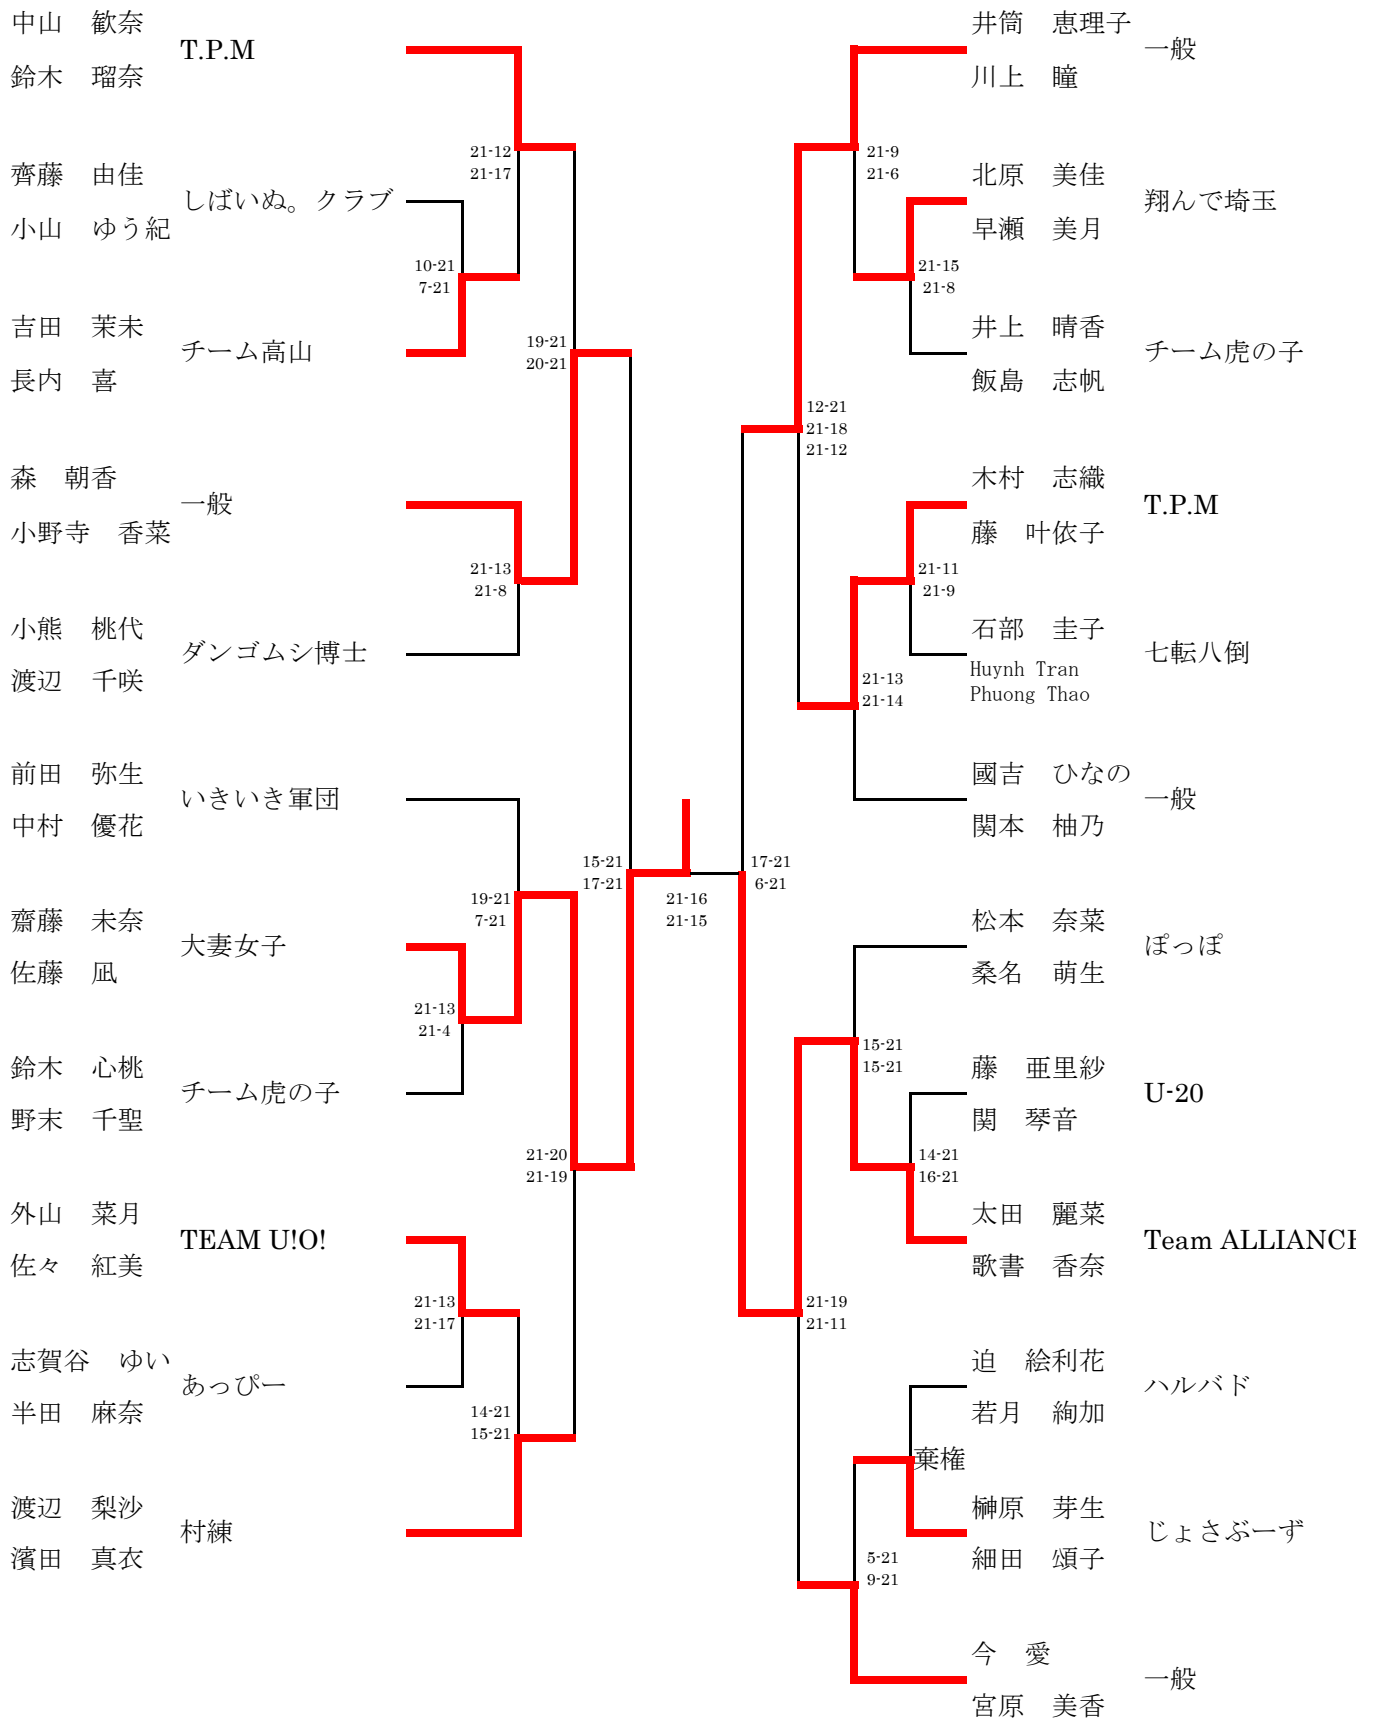 中山　歓奈
T.P.M
鈴木　瑠奈
21-12
21-17
齊藤　由佳
しばいぬ。クラブ
小山　ゆう紀
10-21
7-21
吉田　茉未
チーム高山
長内　喜
19-21
20-21
森　朝香
一般
小野寺　香菜
21-13
21-8
小熊　桃代
ダンゴムシ博士
渡辺　千咲
前田　弥生
いきいき軍団
中村　優花
15-21
17-21
19-21
7-21
齋藤　未奈
大妻女子
佐藤　凪
21-13
21-4
鈴木　心桃
チーム虎の子
野末　千聖
21-20
21-19
外山　菜月
TEAM U!O!
佐々　紅美
21-13
21-17
志賀谷　ゆい
あっぴー
半田　麻奈
14-21
15-21
渡辺　梨沙
村練
濱田　真衣
21-16
21-15
井筒　恵理子
一般
川上　瞳
21-9
21-6
北原　美佳
翔んで埼玉
早瀬　美月
21-15
21-8
井上　晴香
チーム虎の子
飯島　志帆
12-21
21-18
21-12
木村　志織
T.P.M
藤　叶依子
21-11
21-9
石部　圭子
七転八倒
Huynh Tran
Phuong Thao
21-13
21-14
國吉　ひなの
一般
関本　柚乃
17-21
6-21
松本　奈菜
ぽっぽ
桑名　萌生
15-21
15-21
藤　亜里紗
U-20
関　琴音
14-21
16-21
太田　麗菜
Team ALLIANCE
歌書　香奈
21-19
21-11
迫　絵利花
ハルバド
若月　絢加
棄権
榊原　芽生
じょさぶーず
細田　頌子
5-21
9-21
今　愛
一般
宮原　美香